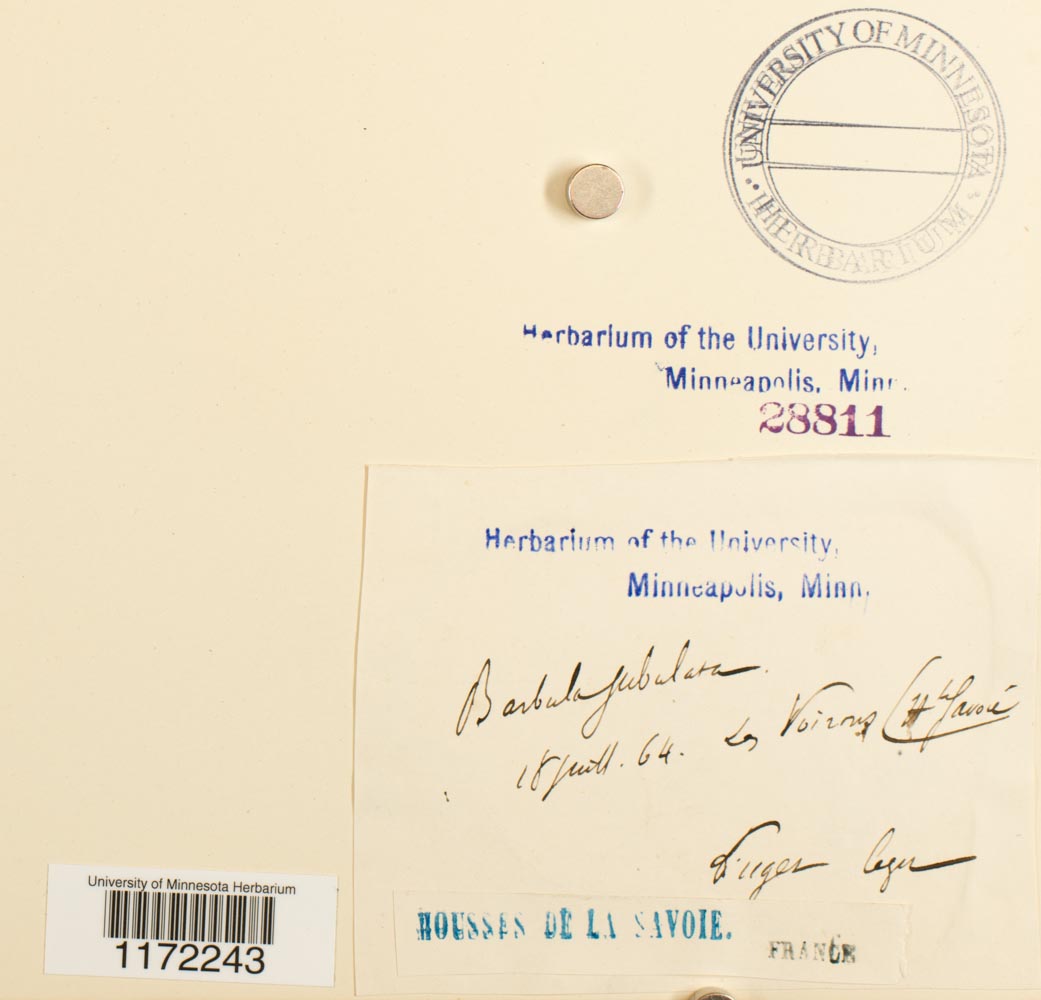 UNIVERSITY OF MINNESOTA
HERBARIUM
Herbarium of the University,
Minneapolis, Minn.
28811
Herbarium of the University,
Minneapolis, Minn.
Barbula subulata.
18 Juill. 64. Les Voirons (Hte Savoie
Puget legit
MOUSSES DE LA SAVOIE.
FRANCE
University of Minnesota Herbarium
1172243